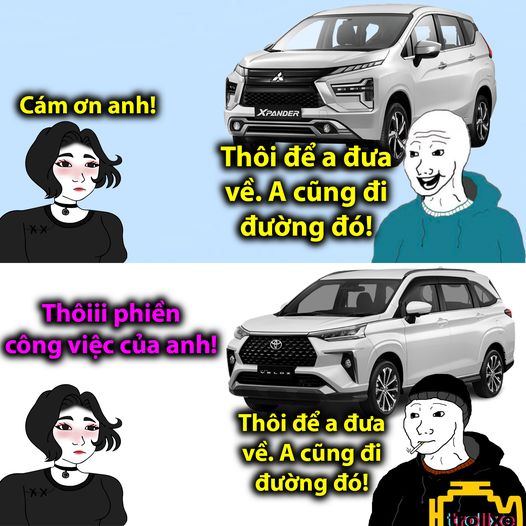 Cám ơn anh!
XPANDER
Thôi để a đưa
về. A cũng đi
đường đó!
Thôiii phiền
công việc của anh!
VELOZ
Thôi để a đưa
về. A cũng đi
đường đó!
trollxe